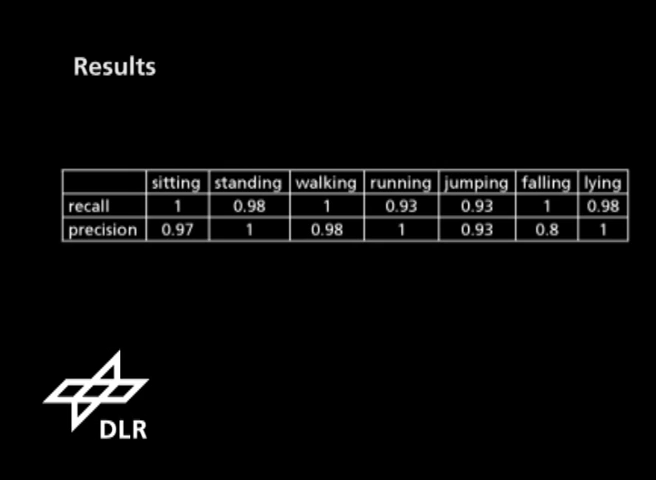 Results
sitting standing walking running jumping falling lying
recall 1 0.98 1 0.93 0.93 1 0.98
precision 0.97 1 0.98 1 0.93 0.8 1
DLR